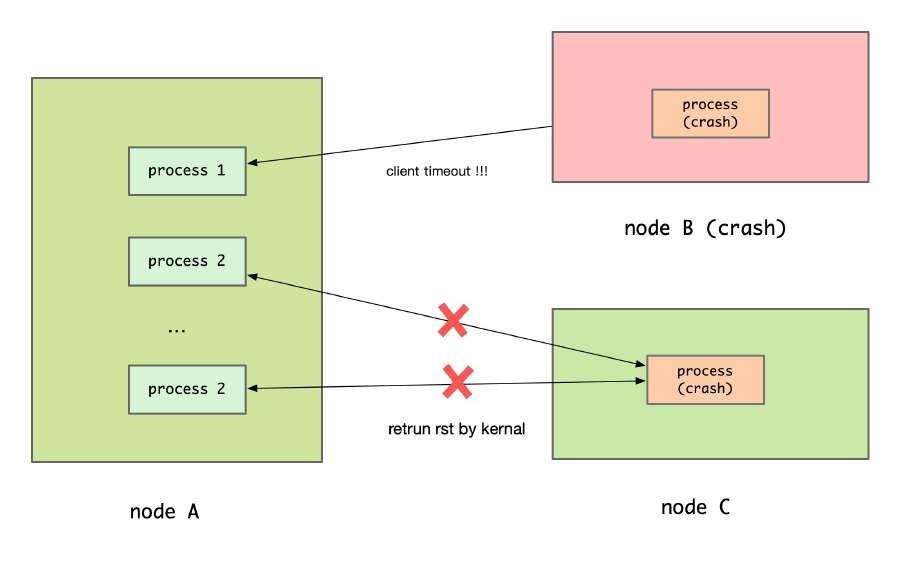 process
(crash)
process 1
client timeout !!!
node B (crash)
process 2
...
process
(crash)
process 2
retrun rst by kernal
node A
node C